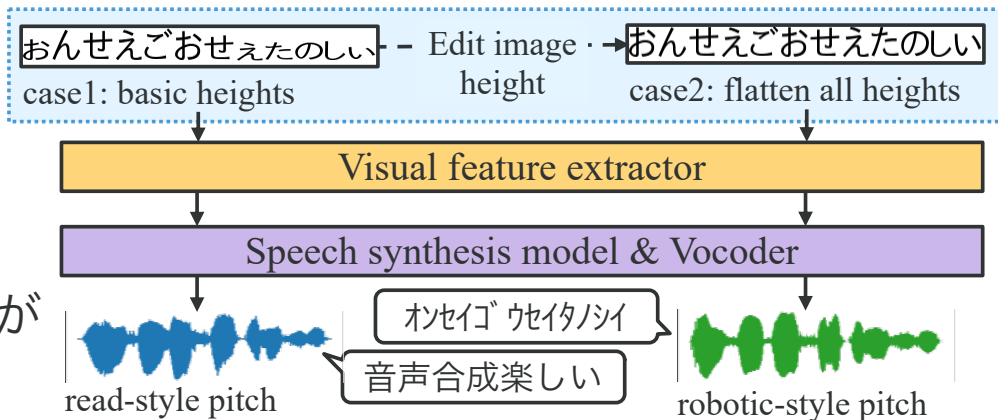 おんせえごおせえたのしい
Edit image
height
おんせえごおせえたのしい
case1: basic heights
case2: flatten all heights
Visual feature extractor
Speech synthesis model & Vocoder
が
ｵﾝｾｲｺﾞｳｾｲﾀﾉｼｲ
音声合成楽しい
read-style pitch
robotic-style pitch